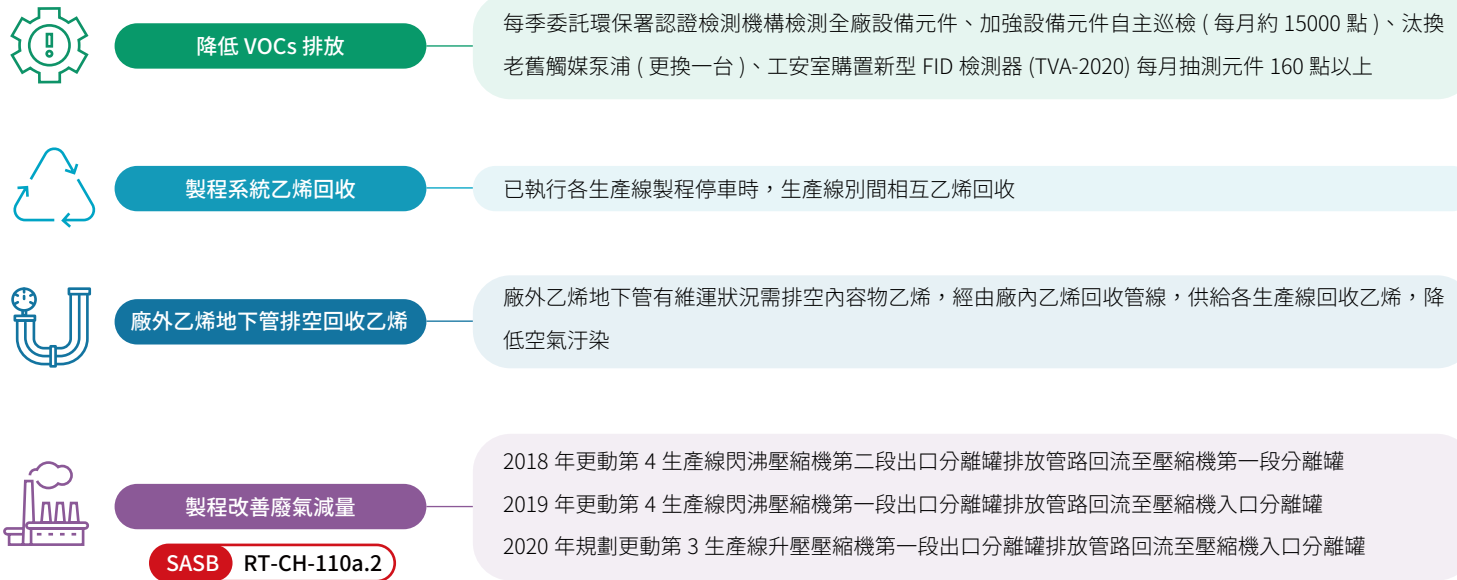 降低 VOCs 排放
每季委託環保署認證檢測機構檢測全廠設備元件、加強設備元件自主巡檢 ( 每月約 15000 點 )、汰換
老舊觸媒泵浦 ( 更換一台 )、工安室購置新型 FID 檢測器 (TVA-2020) 每月抽測元件 160 點以上
製程系統乙烯回收
已執行各生產線製程停車時，生產線別間相互乙烯回收
廠外乙烯地下管排空回收乙烯
廠外乙烯地下管有維運狀況需排空內容物乙烯，經由廠內乙烯回收管線，供給各生產線回收乙烯，降
低空氣汙染
製程改善廢氣減量
SASB RT-CH-110a.2
2018 年更動第 4 生產線閃沸壓縮機第二段出口分離罐排放管路回流至壓縮機第一段分離罐
2019 年更動第 4 生產線閃沸壓縮機第一段出口分離罐排放管路回流至壓縮機入口分離罐
2020 年規劃更動第 3 生產線升壓壓縮機第一段出口分離罐排放管路回流至壓縮機入口分離罐